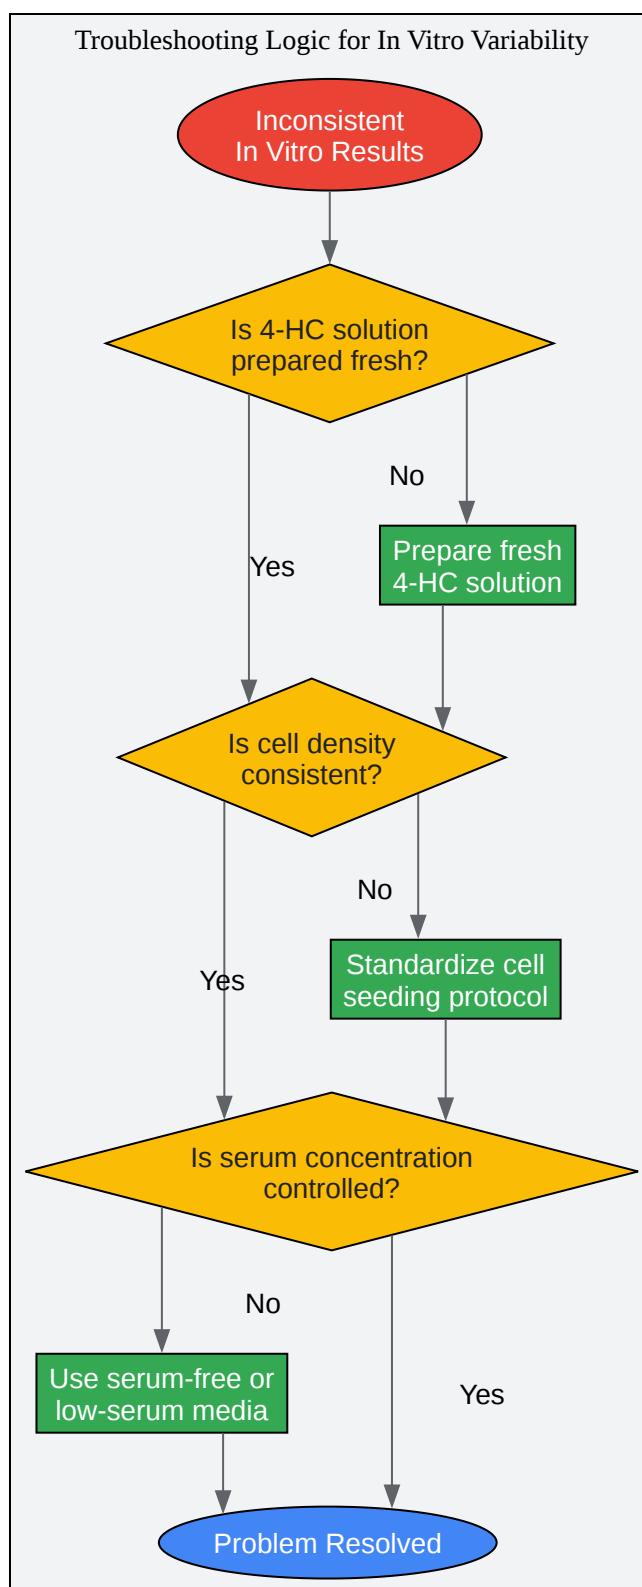 Troubleshooting Logic for In Vitro Variability
Inconsistent
In Vitro Results
Is 4-HC solution
prepared fresh?
No
Prepare fresh
4-HC solution
Yes
Is cell density
consistent?
No
Standardize cell
seeding protocol
Yes
Is serum concentration
controlled?
No
Use serum-free or
low-serum media
Yes
Problem Resolved